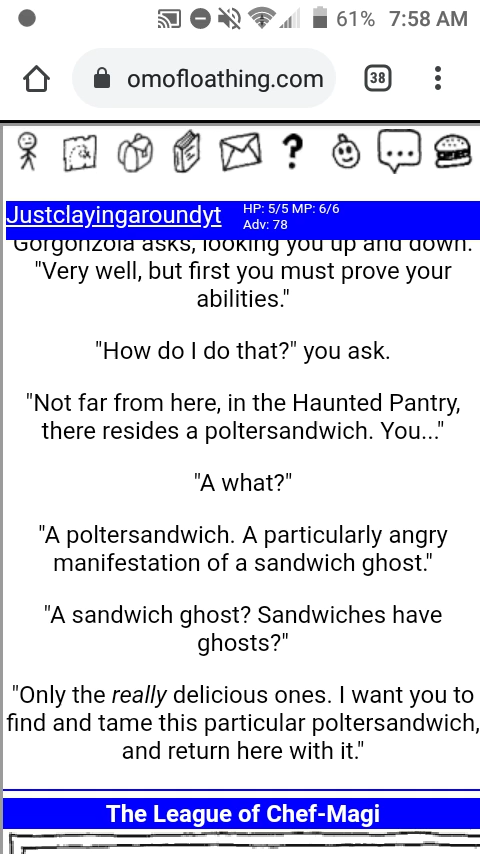 61% 7:58 AM
omofloathing.com
38
?
Justclayingaroundyt
HP: 5/5 MP: 6/6
Adv: 78
Gorgonzola asks, looking you up and down.
"Very well, but first you must prove your
abilities."
"How do I do that?" you ask.
"Not far from here, in the Haunted Pantry,
there resides a poltersandwich. You..."
"A what?"
"A poltersandwich. A particularly angry
manifestation of a sandwich ghost."
"A sandwich ghost? Sandwiches have
ghosts?"
"Only the really delicious ones. I want you to
find and tame this particular poltersandwich,
and return here with it."
The League of Chef-Magi